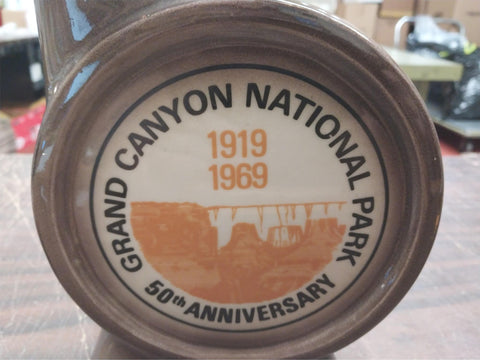 GRAND CANYON NATIONAL PARK
1919
1969
50th ANNIVERSARY